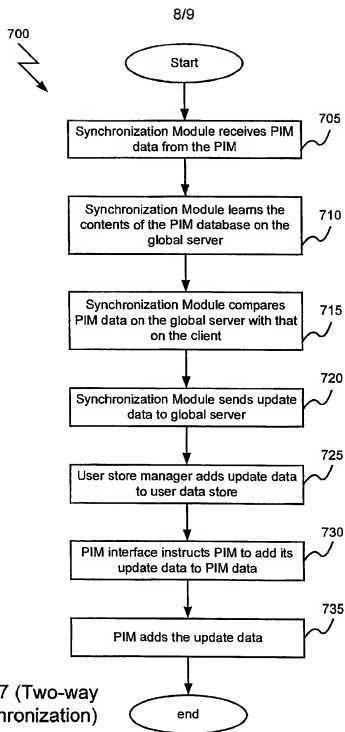 8/9
700
Start
Synchronization Module receives PIM
data from the PIM
705
Synchronization Module learns the
contents of the PIM database on the
global server
710
Synchronization Module compares
PIM data on the global server with that
on the client
715
Synchronization Module sends update
data to global server
720
User store manager adds update data
to user data store
725
PIM interface instructs PIM to add its
update data to PIM data
730
PIM adds the update data
735
7 (Two-way
hronization)
end